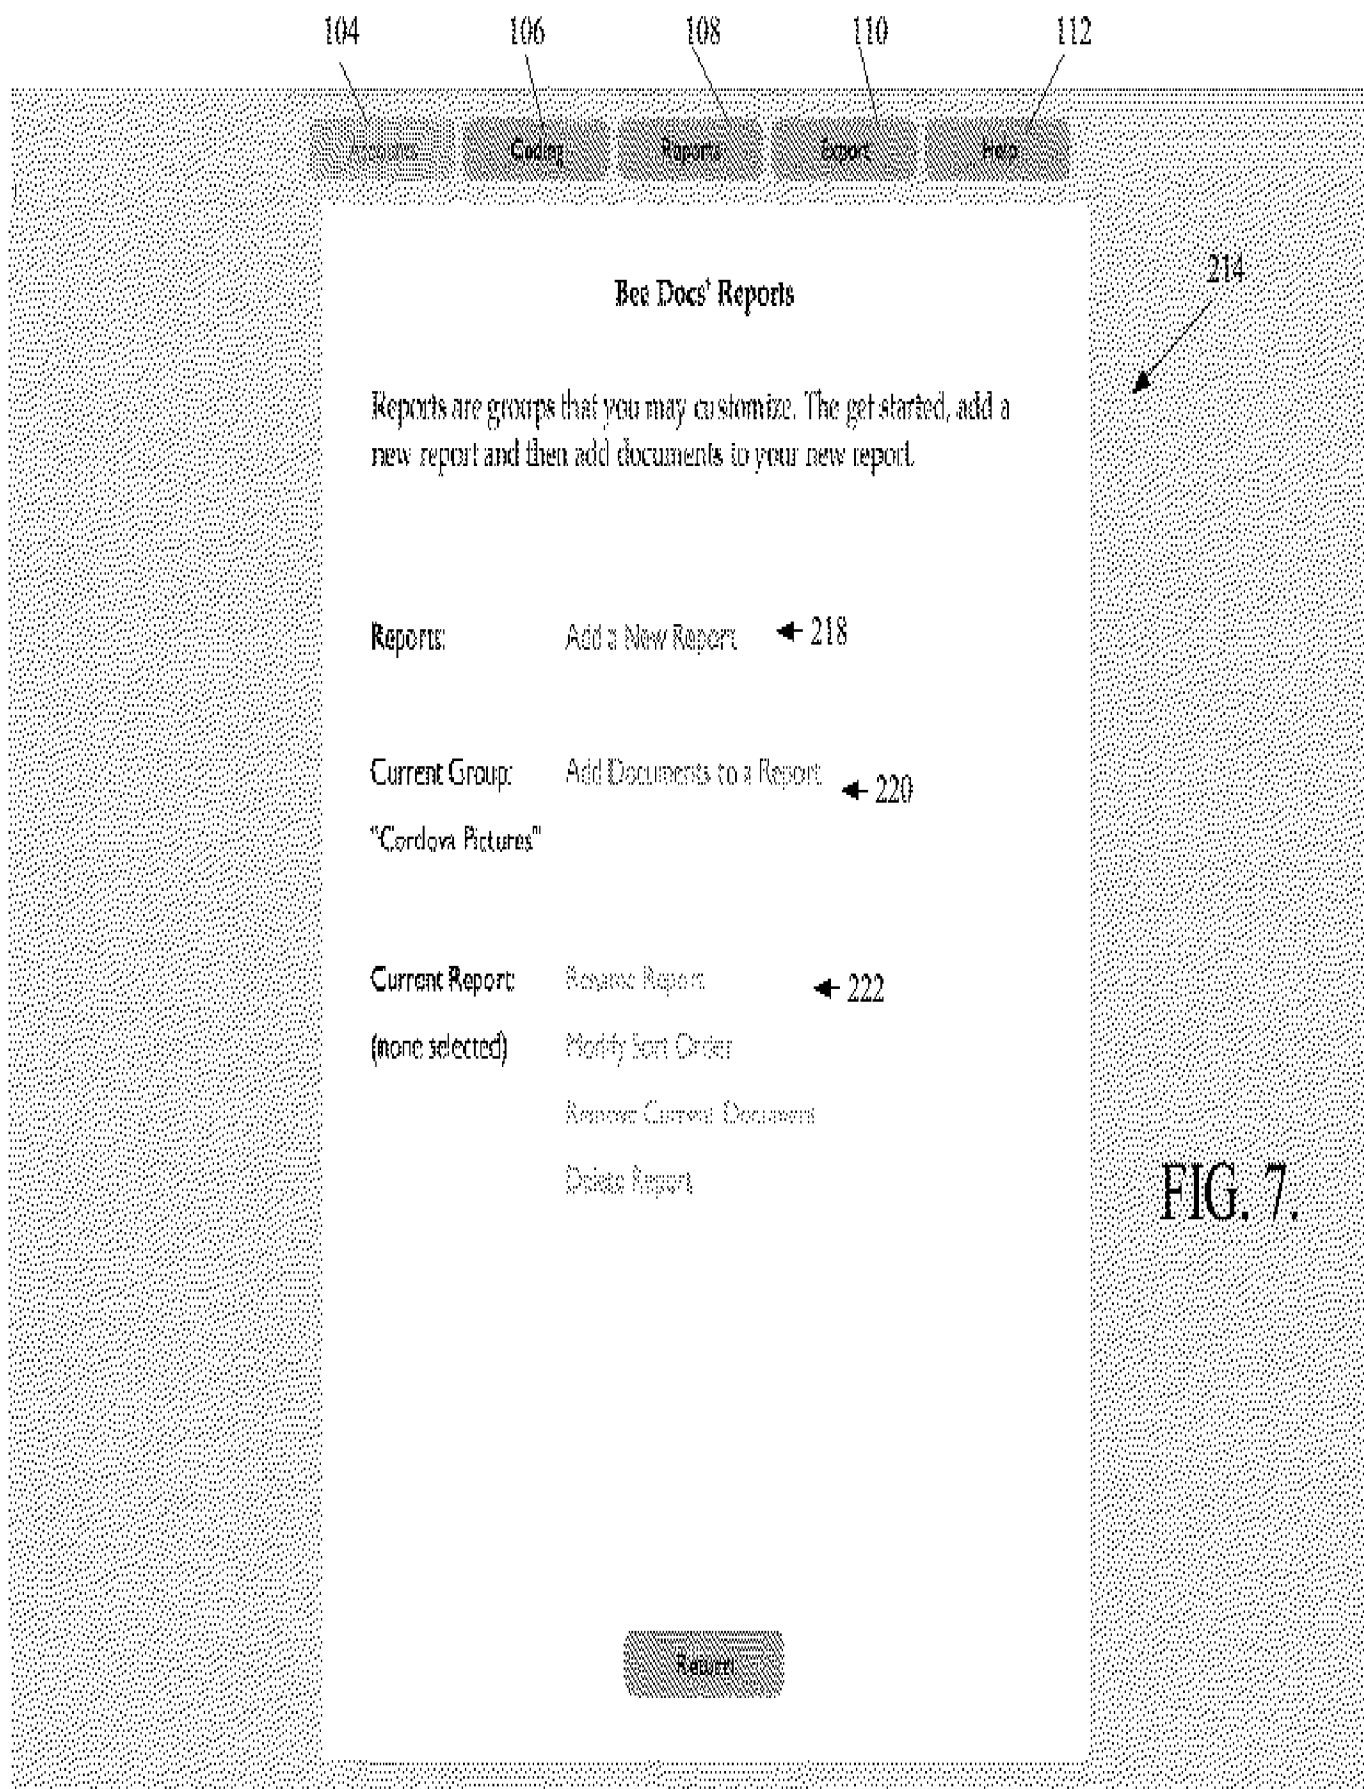 104 106 108 110 112
Coding Reports Export Help
214
Bee Docs' Reports
Reports are groups that you may customize. The get started, add a
new report and then add documents to your new report.
Reports: Add a New Report 218
Current Group: Add Documents to a Report 220
"Cordova Pictures"
Current Report: Rename Report 222
(none selected) Modify Sort Order
Remove Current Document
Delete Report
FIG. 7.
Return